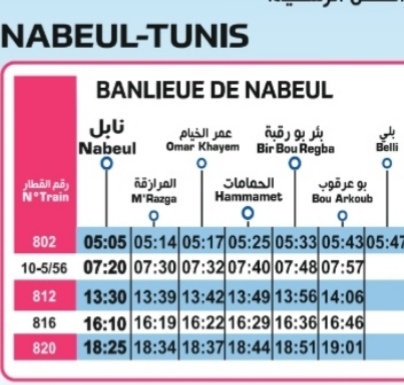 NABEUL-TUNIS
BANLIEUE DE NABEUL
نابل
Nabeul
عمر الخيام
Omar Khayem
بئر بو رقبة
Bir Bou Regba
بلي
Belli
رقم القطار
N°Train
المرازقة
M'Razga
الحمامات
Hammamet
بو عرقوب
Bou Arkoub
802 05:05 05:14 05:17 05:25 05:33 05:43 05:47
10-5/56 07:20 07:30 07:32 07:40 07:48 07:57
812 13:30 13:39 13:42 13:49 13:56 14:06
816 16:10 16:19 16:22 16:29 16:36 16:46
820 18:25 18:34 18:37 18:44 18:51 19:01